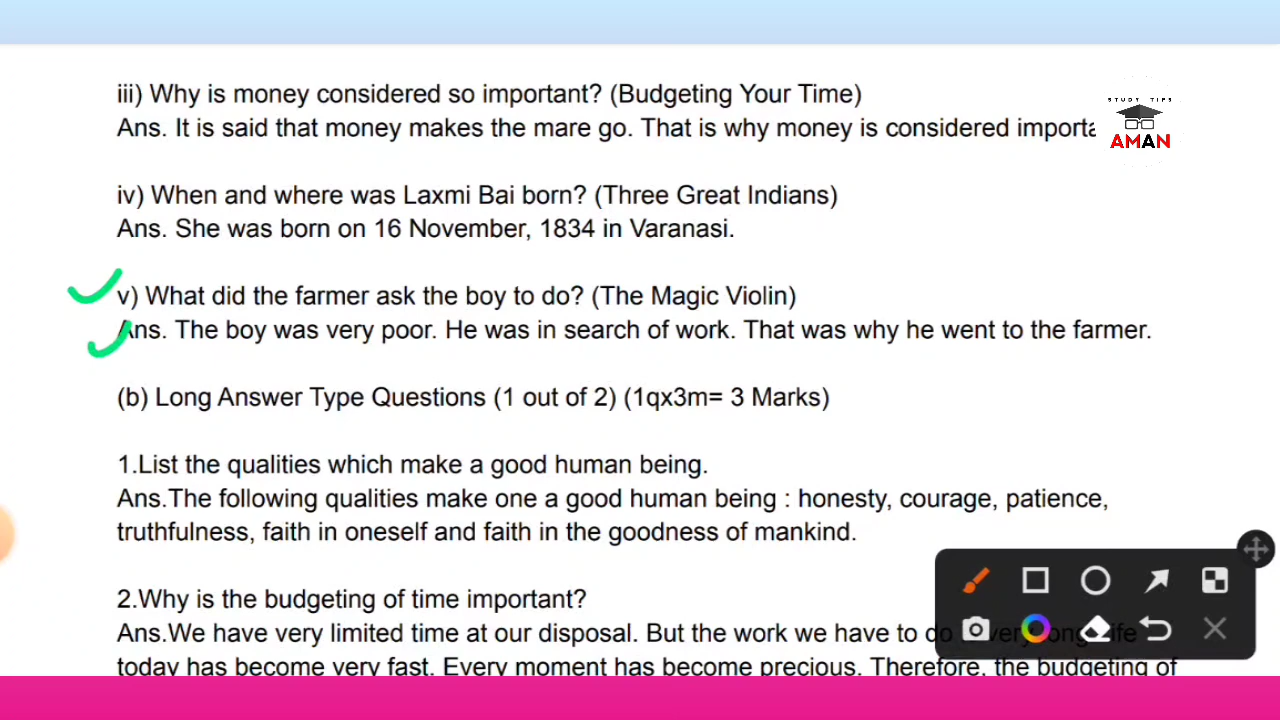 STUDY TIPS
AMAN
iii) Why is money considered so important? (Budgeting Your Time)
Ans. It is said that money makes the mare go. That is why money is considered importa
iv) When and where was Laxmi Bai born? (Three Great Indians)
Ans. She was born on 16 November, 1834 in Varanasi.
v) What did the farmer ask the boy to do? (The Magic Violin)
Ans. The boy was very poor. He was in search of work. That was why he went to the farmer.
(b) Long Answer Type Questions (1 out of 2) (1qx3m= 3 Marks)
1.List the qualities which make a good human being.
Ans.The following qualities make one a good human being : honesty, courage, patience,
truthfulness, faith in oneself and faith in the goodness of mankind.
2.Why is the budgeting of time important?
Ans.We have very limited time at our disposal. But the work we have to do very long life
today has become very fast. Every moment has become precious. Therefore, the budgeting of